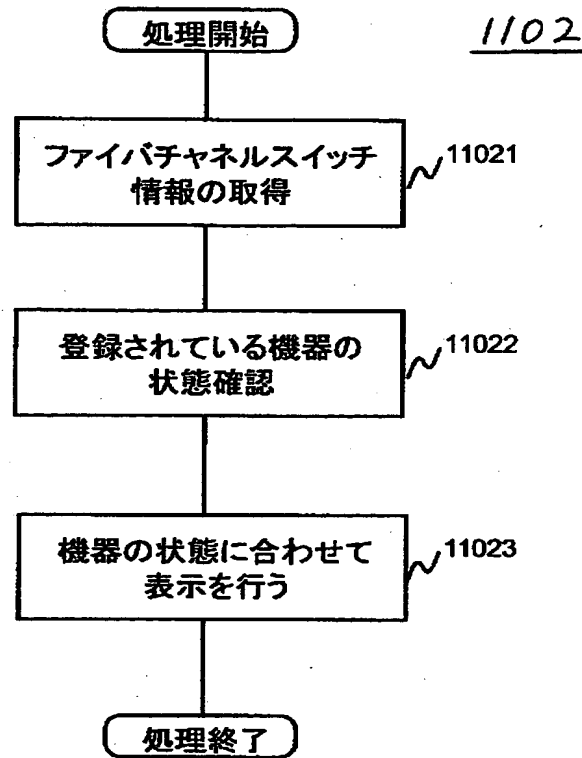 処理開始
1102
ファイバチャネルスイッチ
情報の取得
11021
登録されている機器の
状態確認
11022
機器の状態に合わせて
表示を行う
11023
処理終了